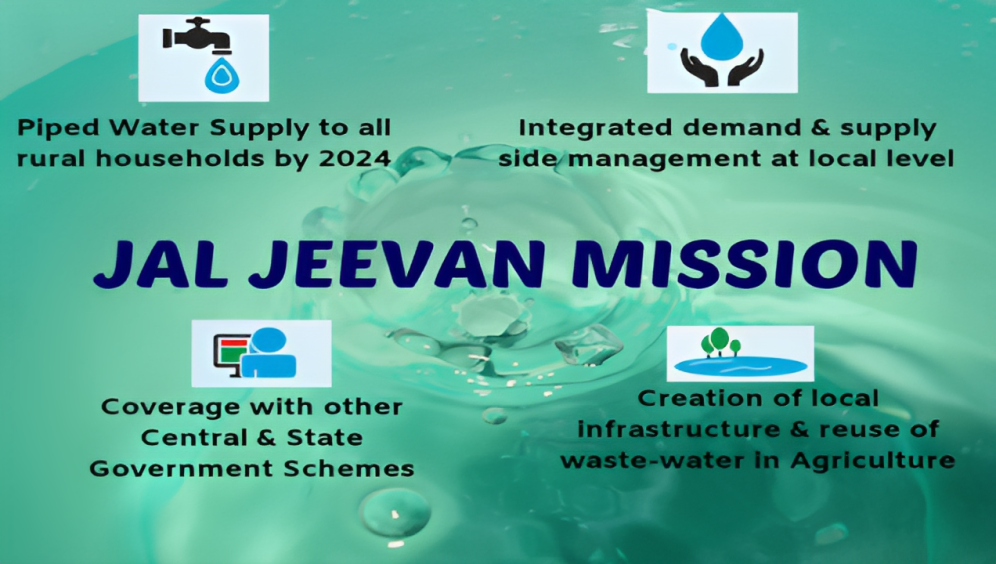 Piped Water Supply to all
rural households by 2024
Integrated demand & supply
side management at local level
JAL JEEVAN MISSION
Coverage with other
Central & State
Government Schemes
Creation of local
infrastructure & reuse of
waste-water in Agriculture